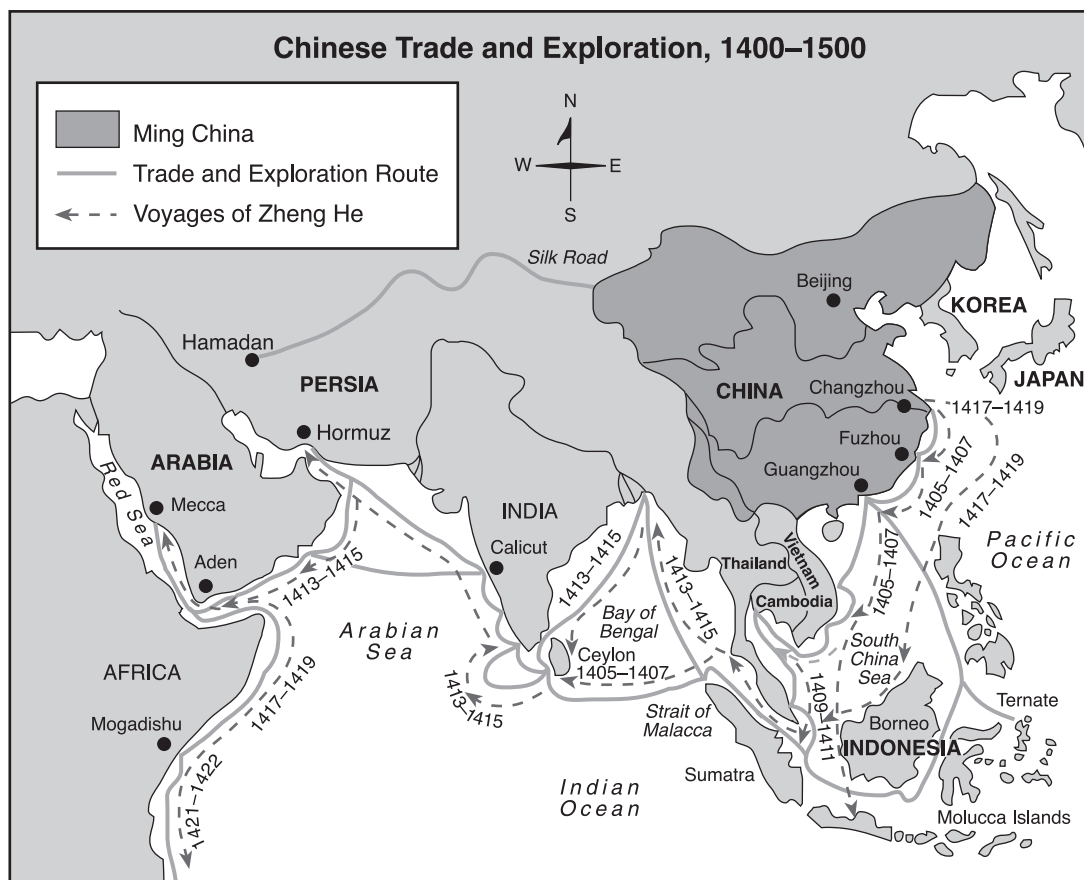 Chinese Trade and Exploration, 1400–1500
Ming China
Trade and Exploration Route
Voyages of Zheng He
N
W
E
S
Silk Road
Beijing
KOREA
Hamadan
PERSIA
CHINA
Changzhou
JAPAN
1417–1419
Hormuz
Fuzhou
ARABIA
Guangzhou
1405–1407
1417–1419
Red Sea
Mecca
INDIA
Pacific
Ocean
Aden
Calicut
Thailand
Vietnam
Cambodia
1413–1415
1413–1415
1413–1415
1405–1407
Arabian
Sea
Bay of
Bengal
Ceylon
1405–1407
South
China
Sea
AFRICA
1417–1419
1413–1415
1409–1411
Ternate
Mogadishu
Strait of
Malacca
Borneo
INDONESIA
Sumatra
1421–1422
Indian
Ocean
Molucca Islands